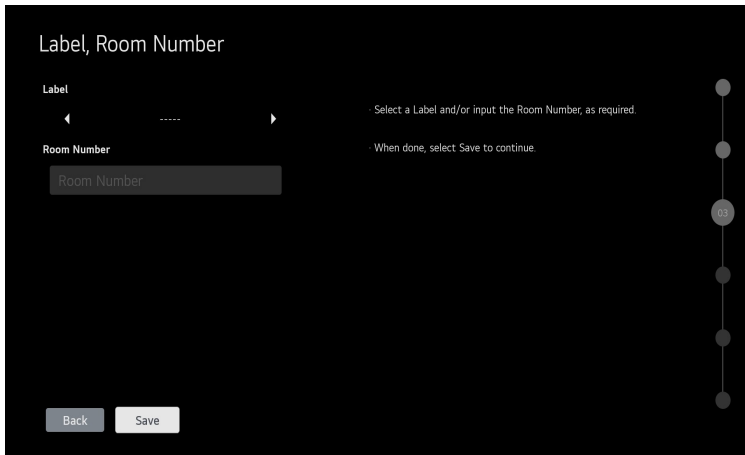 Label, Room Number
Label
-----
· Select a Label and/or input the Room Number, as required.
Room Number
· When done, select Save to continue.
Room Number
03
Back
Save